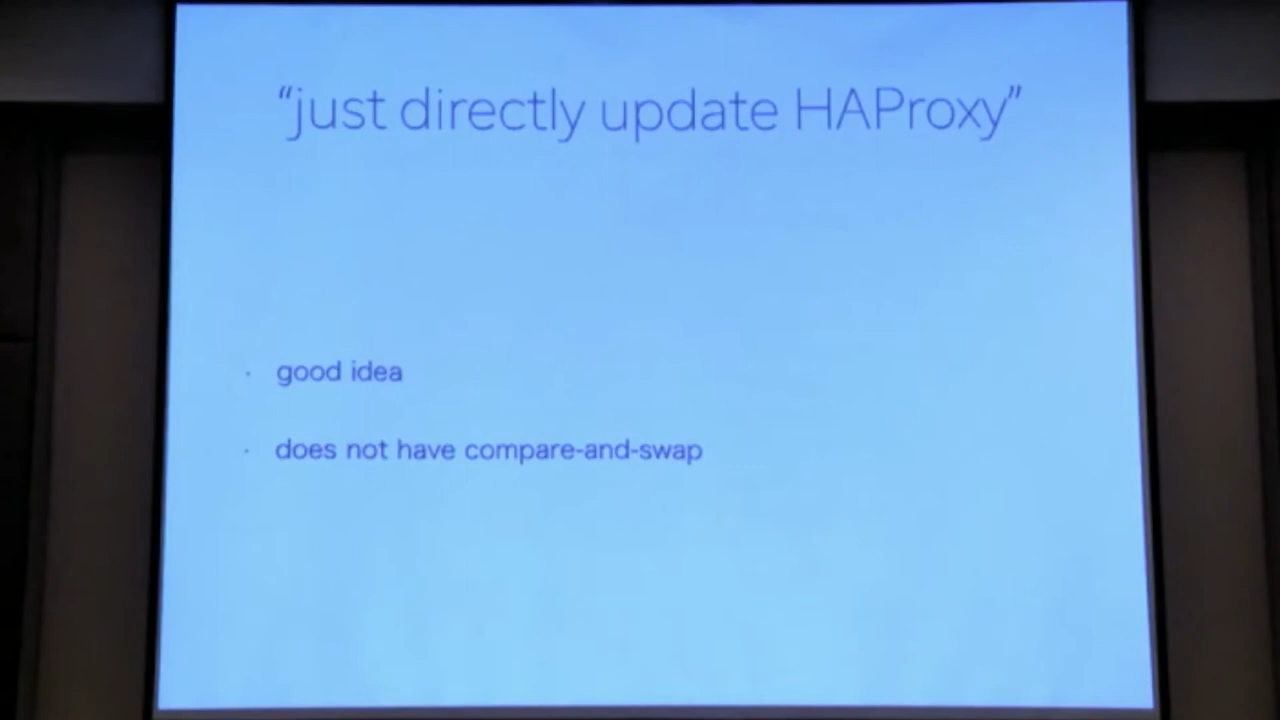 “just directly update HAProxy”
· good idea
· does not have compare-and-swap